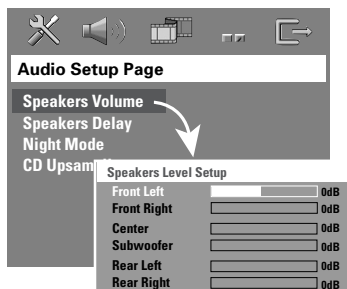 Audio Setup Page
Speakers Volume
Speakers Delay
Night Mode
CD Upsam
Speakers Level Setup
Front Left 0dB
Front Right 0dB
Center 0dB
Subwoofer 0dB
Rear Left 0dB
Rear Right 0dB